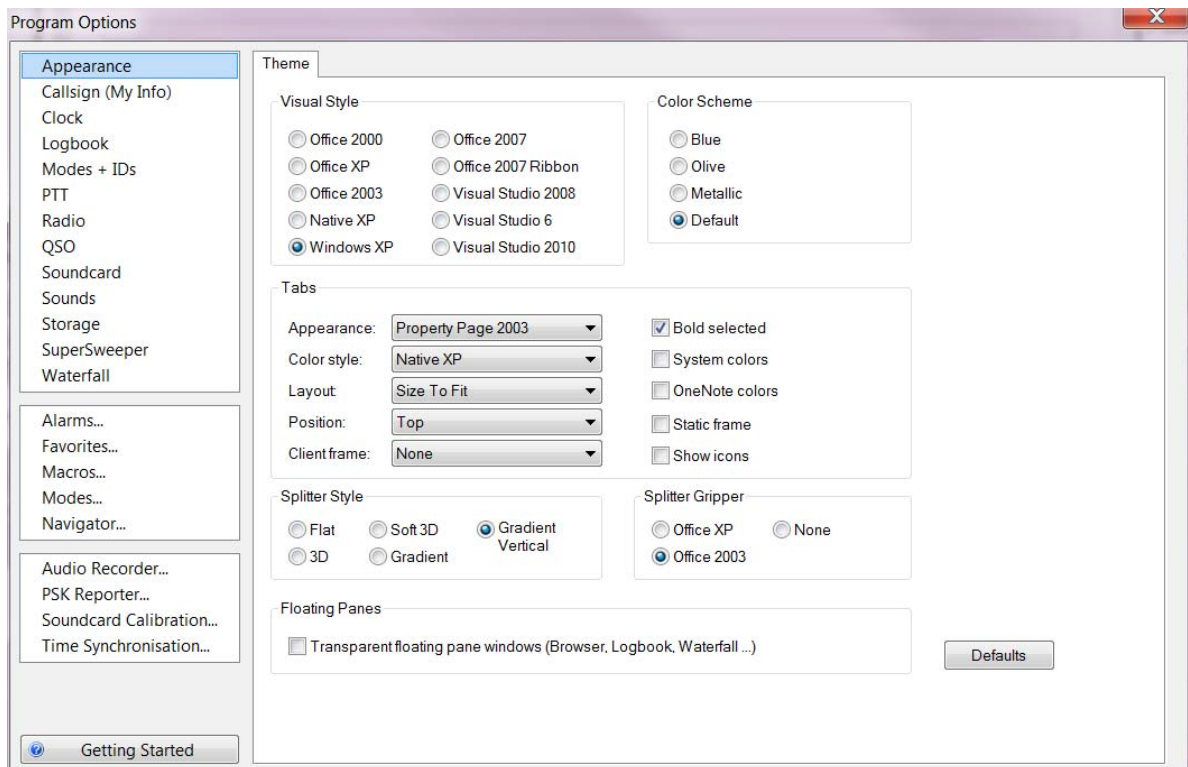 Program Options
X
Appearance
Callsign (My Info)
Clock
Logbook
Modes + IDs
PTT
Radio
QSO
Soundcard
Sounds
Storage
SuperSweeper
Waterfall
Alarms...
Favorites...
Macros...
Modes...
Navigator...
Audio Recorder...
PSK Reporter...
Soundcard Calibration...
Time Synchronisation...
Getting Started
Theme
Visual Style
Office 2000
Office XP
Office 2003
Native XP
Windows XP
Office 2007
Office 2007 Ribbon
Visual Studio 2008
Visual Studio 6
Visual Studio 2010
Color Scheme
Blue
Olive
Metallic
Default
Tabs
Appearance: Property Page 2003
Color style: Native XP
Layout: Size To Fit
Position: Top
Client frame: None
Bold selected
System colors
OneNote colors
Static frame
Show icons
Splitter Style
Flat
3D
Soft 3D
Gradient
Gradient
Vertical
Splitter Gripper
Office XP
Office 2003
None
Floating Panes
Transparent floating pane windows (Browser, Logbook, Waterfall ...)
Defaults